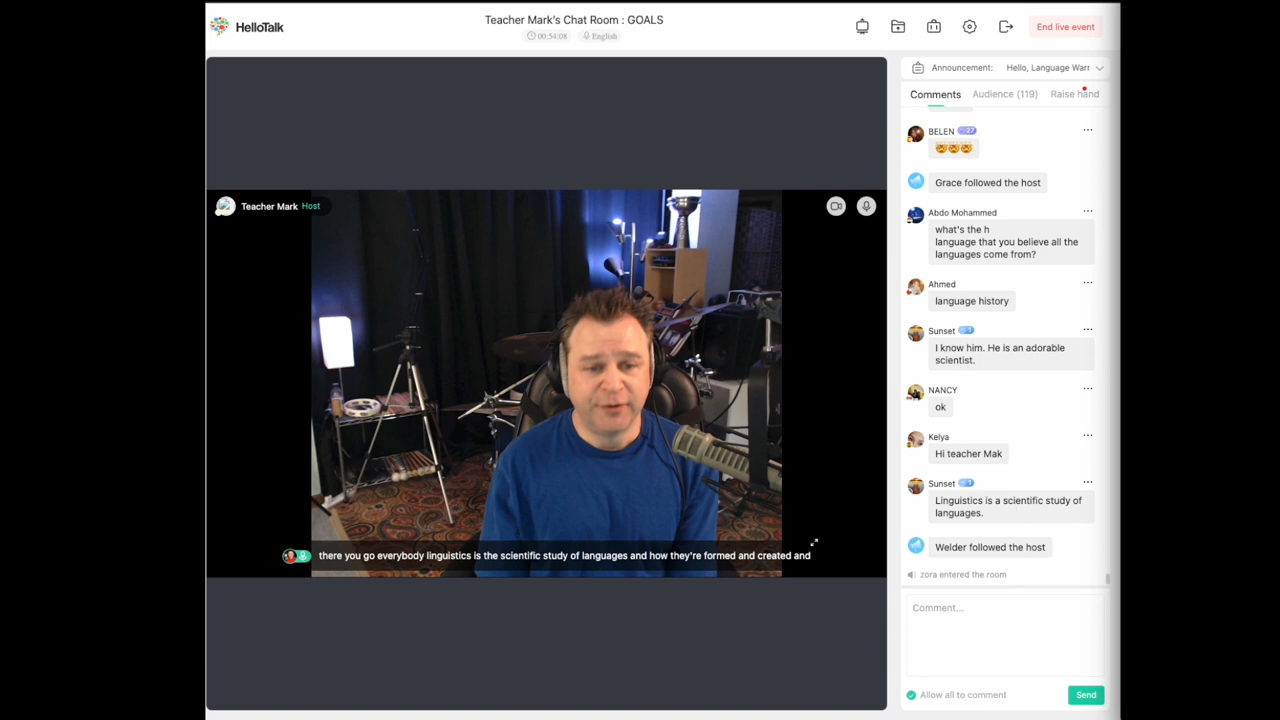 HelloTalk
Teacher Mark's Chat Room : GOALS
00:54:08
English
End live event
Announcement: Hello, Language Warr
Comments
Audience (119)
Raise hand
Teacher Mark Host
there you go everybody linguistics is the scientific study of languages and how they're formed and created and
BELEN 27
Grace followed the host
Abdo Mohammed
what's the h
language that you believe all the
languages come from?
Ahmed
language history
Sunset 1
I know him. He is an adorable
scientist.
NANCY
ok
Kelya
Hi teacher Mak
Sunset 1
Linguistics is a scientific study of
languages.
Welder followed the host
zora entered the room
Comment...
Allow all to comment
Send